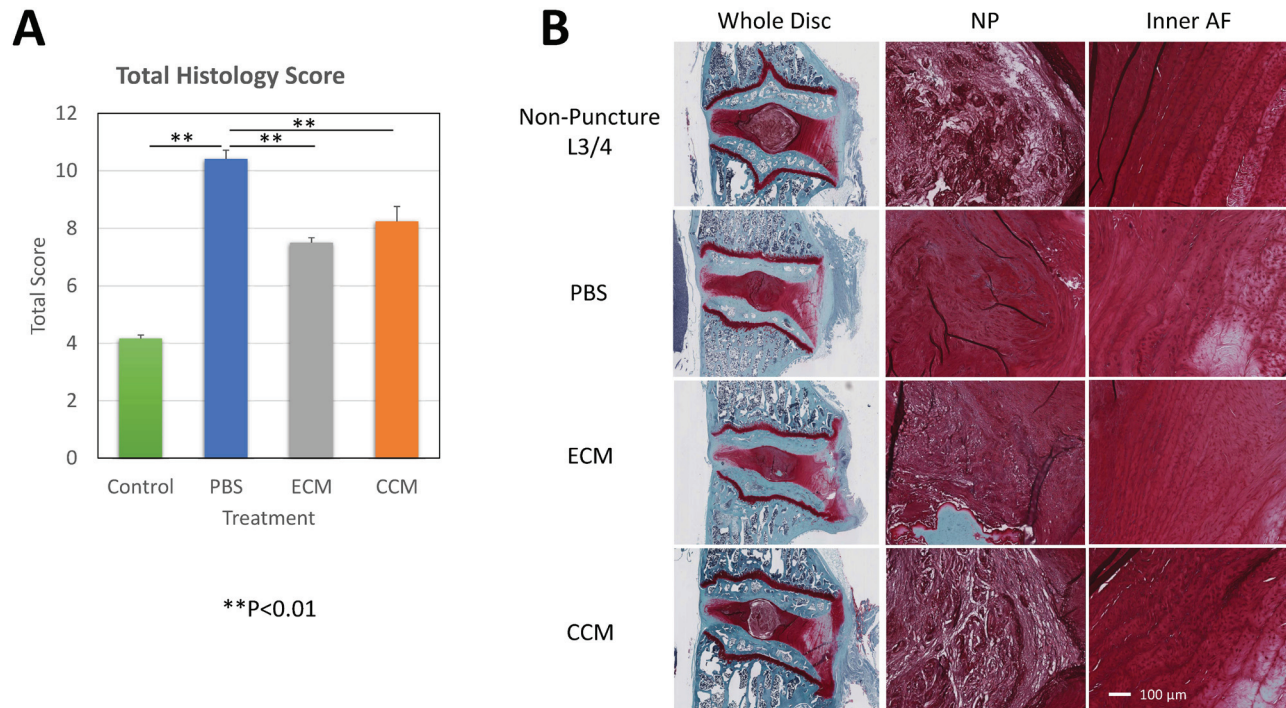 A
Total Histology Score
12
10
8
6
4
2
0
Total Score
**
**
**
Control PBS ECM CCM
Treatment
**P<0.01
B
Whole Disc NP Inner AF
Non-Puncture
L3/4
PBS
ECM
CCM
100 µm